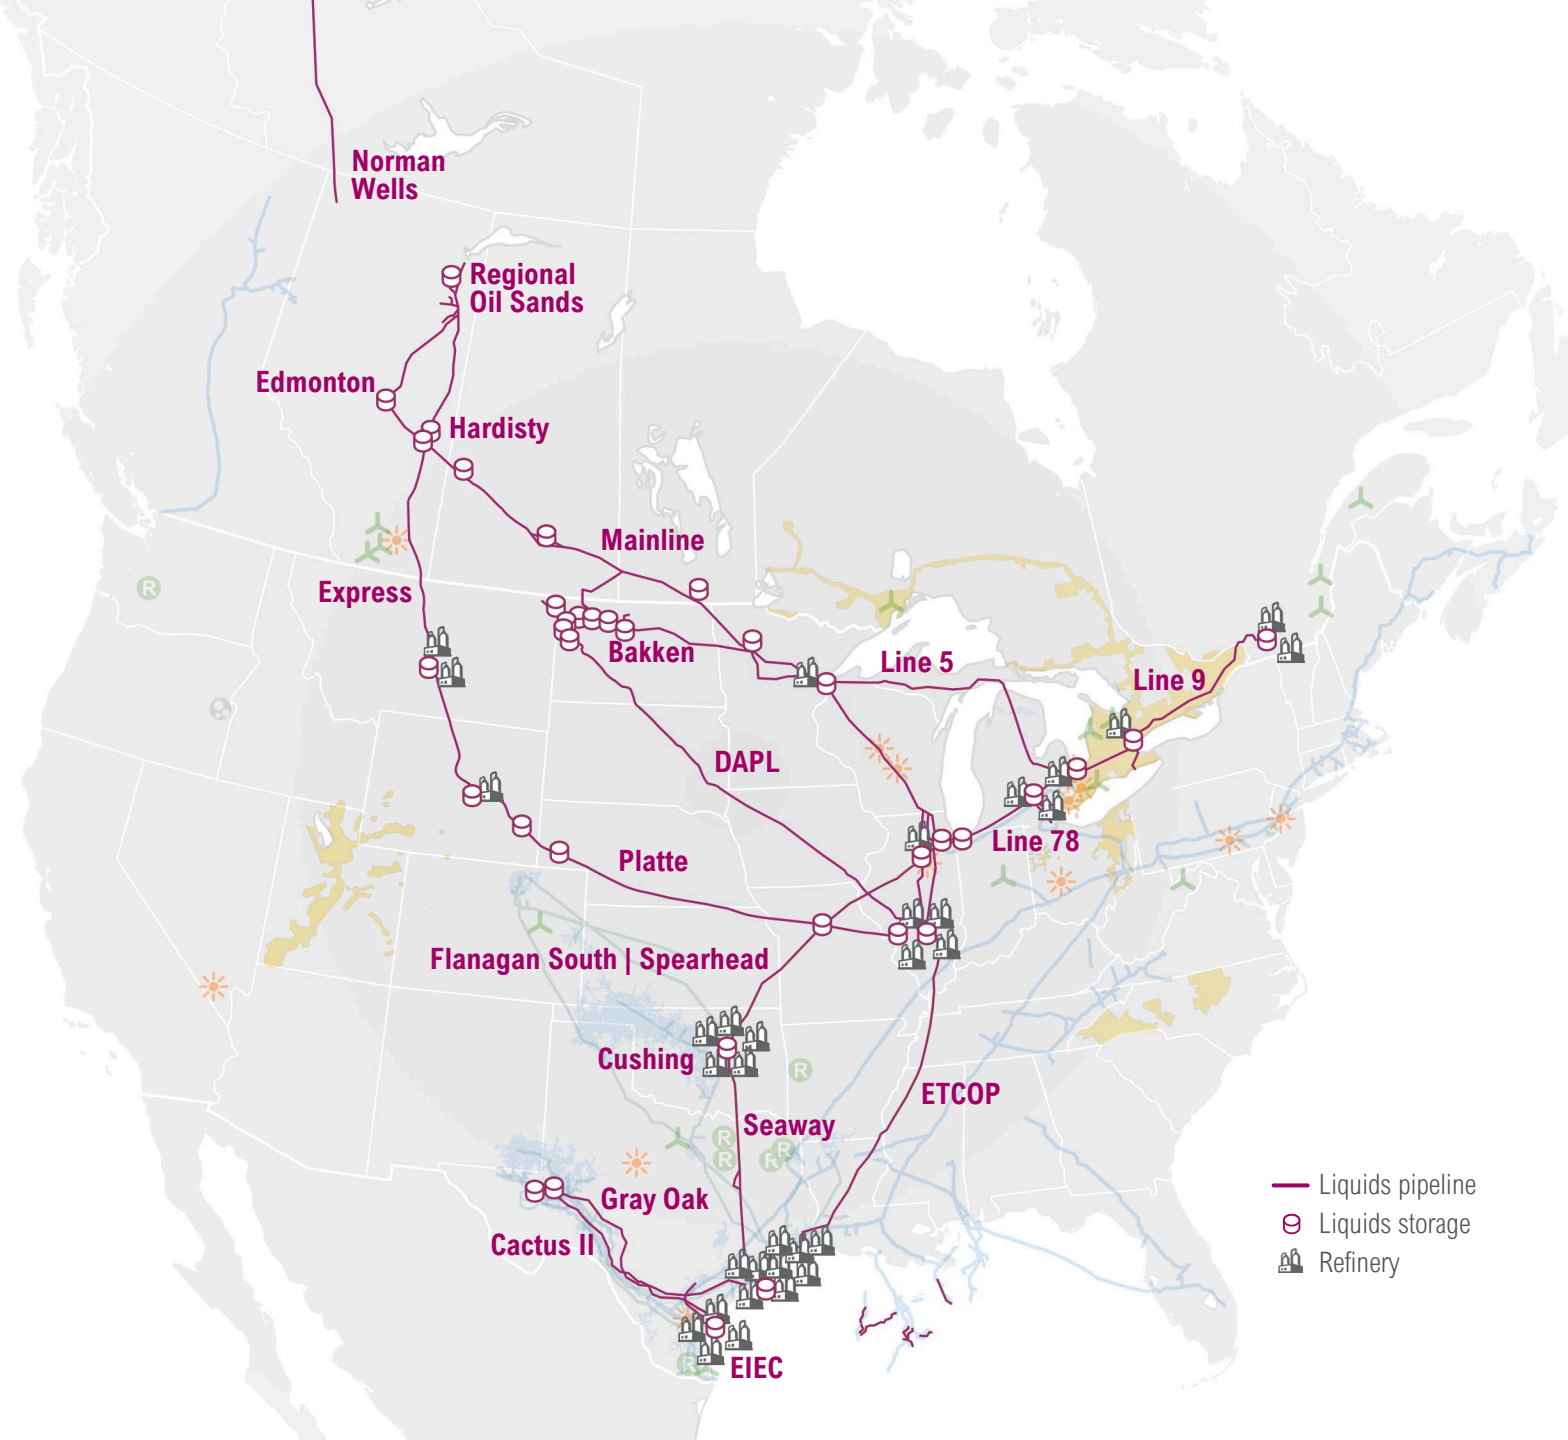 Norman
Wells
Regional
Oil Sands
Edmonton
Hardisty
Mainline
Express
R
Bakken
Line 5
Line 9
DAPL
Line 78
Platte
Flanagan South | Spearhead
Cushing
R
ETCOP
Seaway
R
R
R
R
Gray Oak
Cactus II
Liquids pipeline
Liquids storage
Refinery
R
EIEC